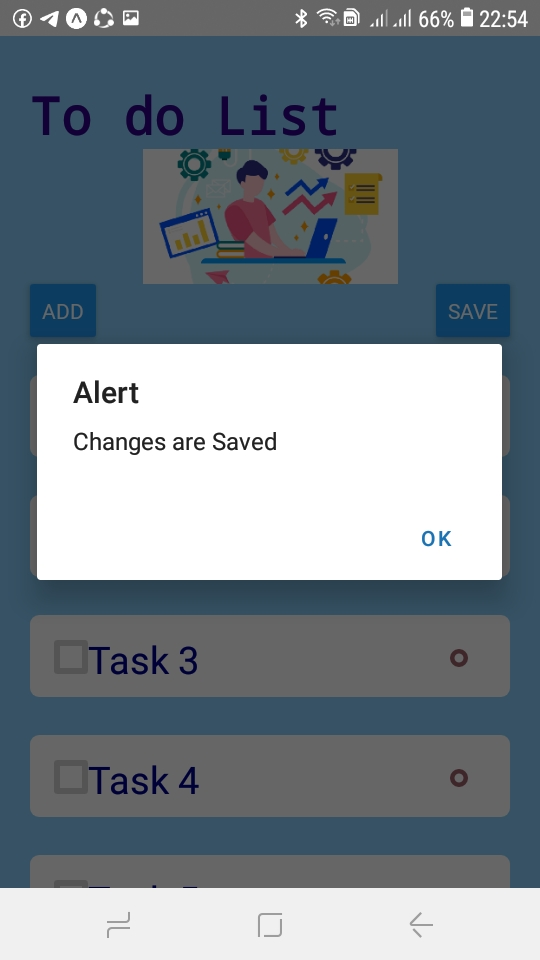 66% 22:54
To do List
ADD
SAVE
Alert
Changes are Saved
OK
Task 3
Task 4